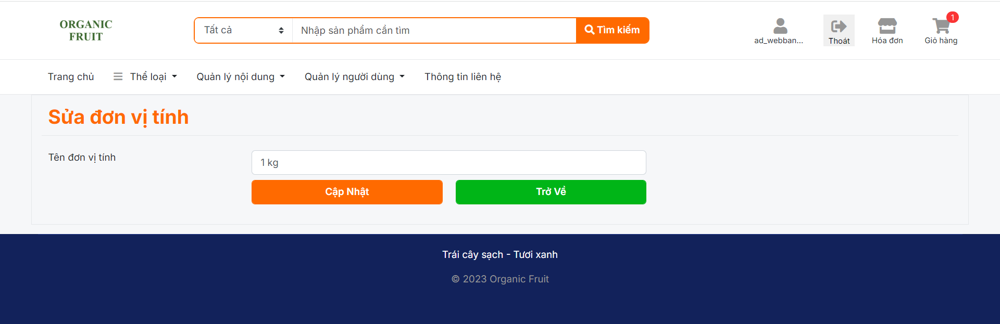 ORGANIC
FRUIT
Tất cả
Nhập sản phẩm cần tìm
Tìm kiếm
ad_webban...
Thoát
Hóa đơn
1
Giỏ hàng
Trang chủ
Thể loại
Quản lý nội dung
Quản lý người dùng
Thông tin liên hệ
Sửa đơn vị tính
Tên đơn vị tính
1 kg
Cập Nhật
Trở Về
Trái cây sạch - Tươi xanh
© 2023 Organic Fruit